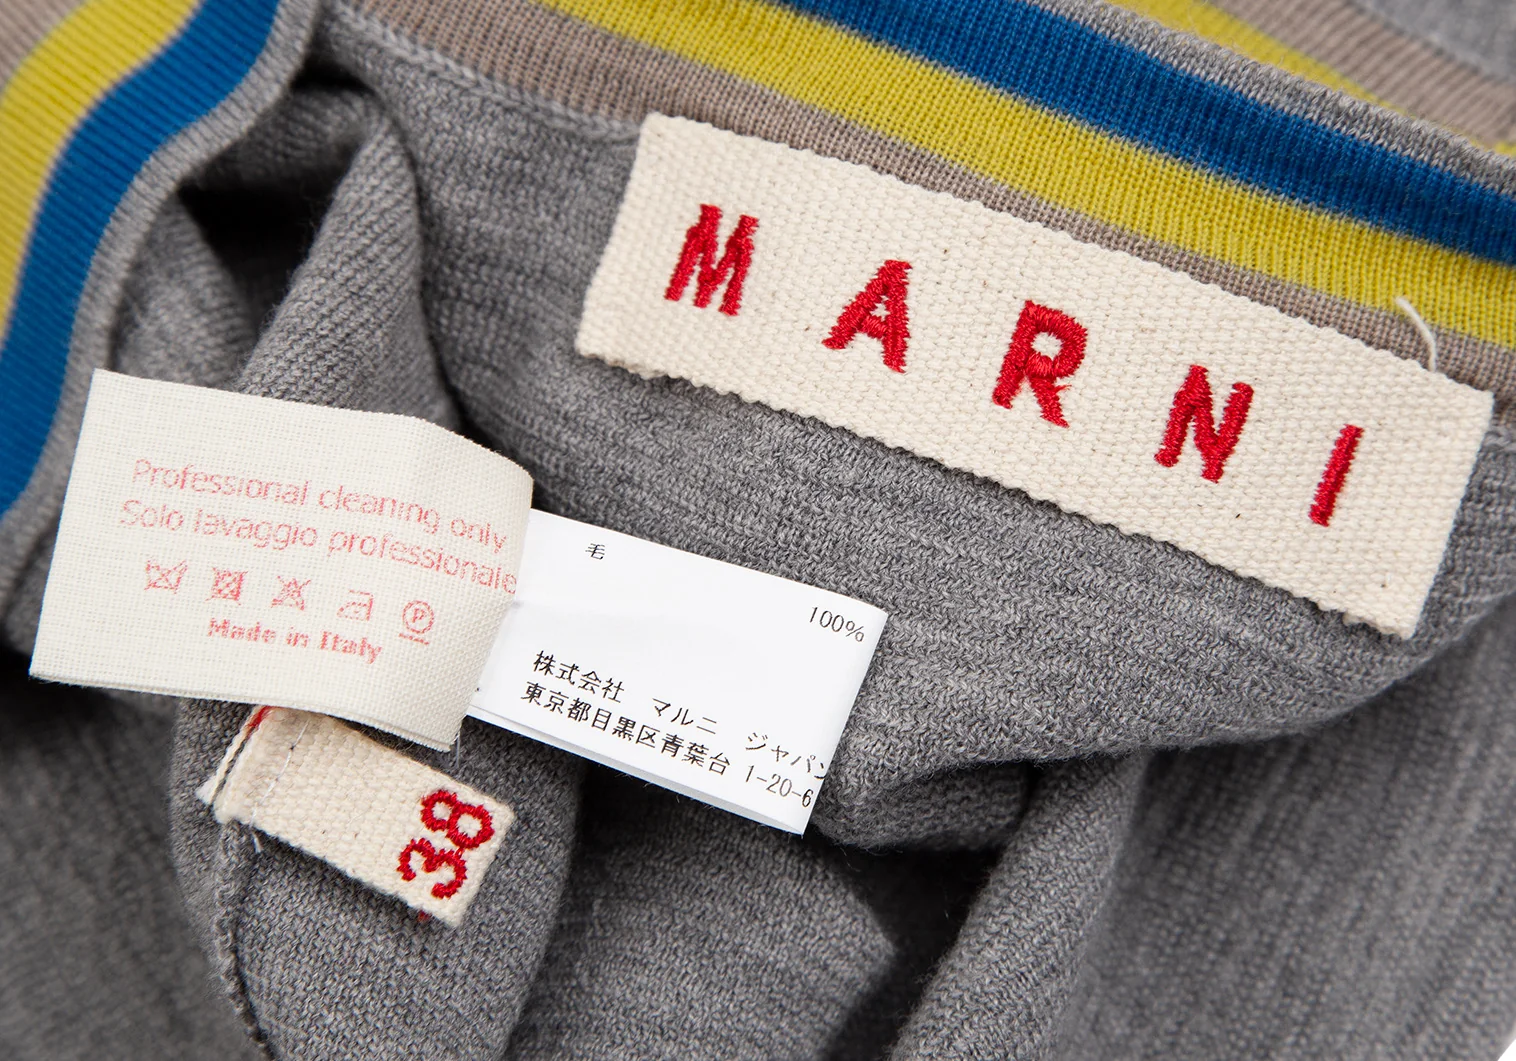 MARNI
Professional cleaning only
Solo lavaggio professionale
P
Made in Italy
毛
100%
株式会社 マルニ ジャパン
東京都目黒区青葉台 1-20-6
38